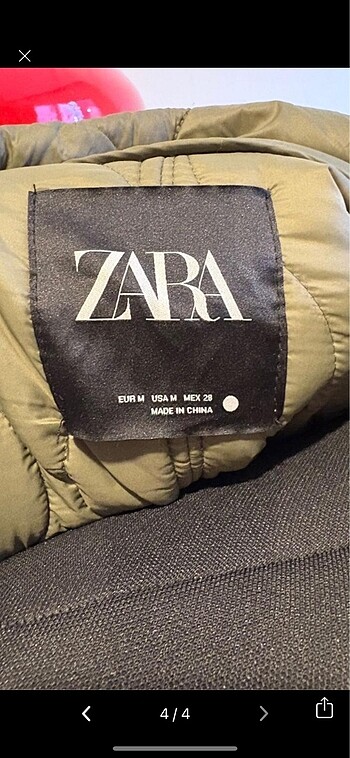 ZARA
EUR M USA M MEX 28
MADE IN CHINA
4/4